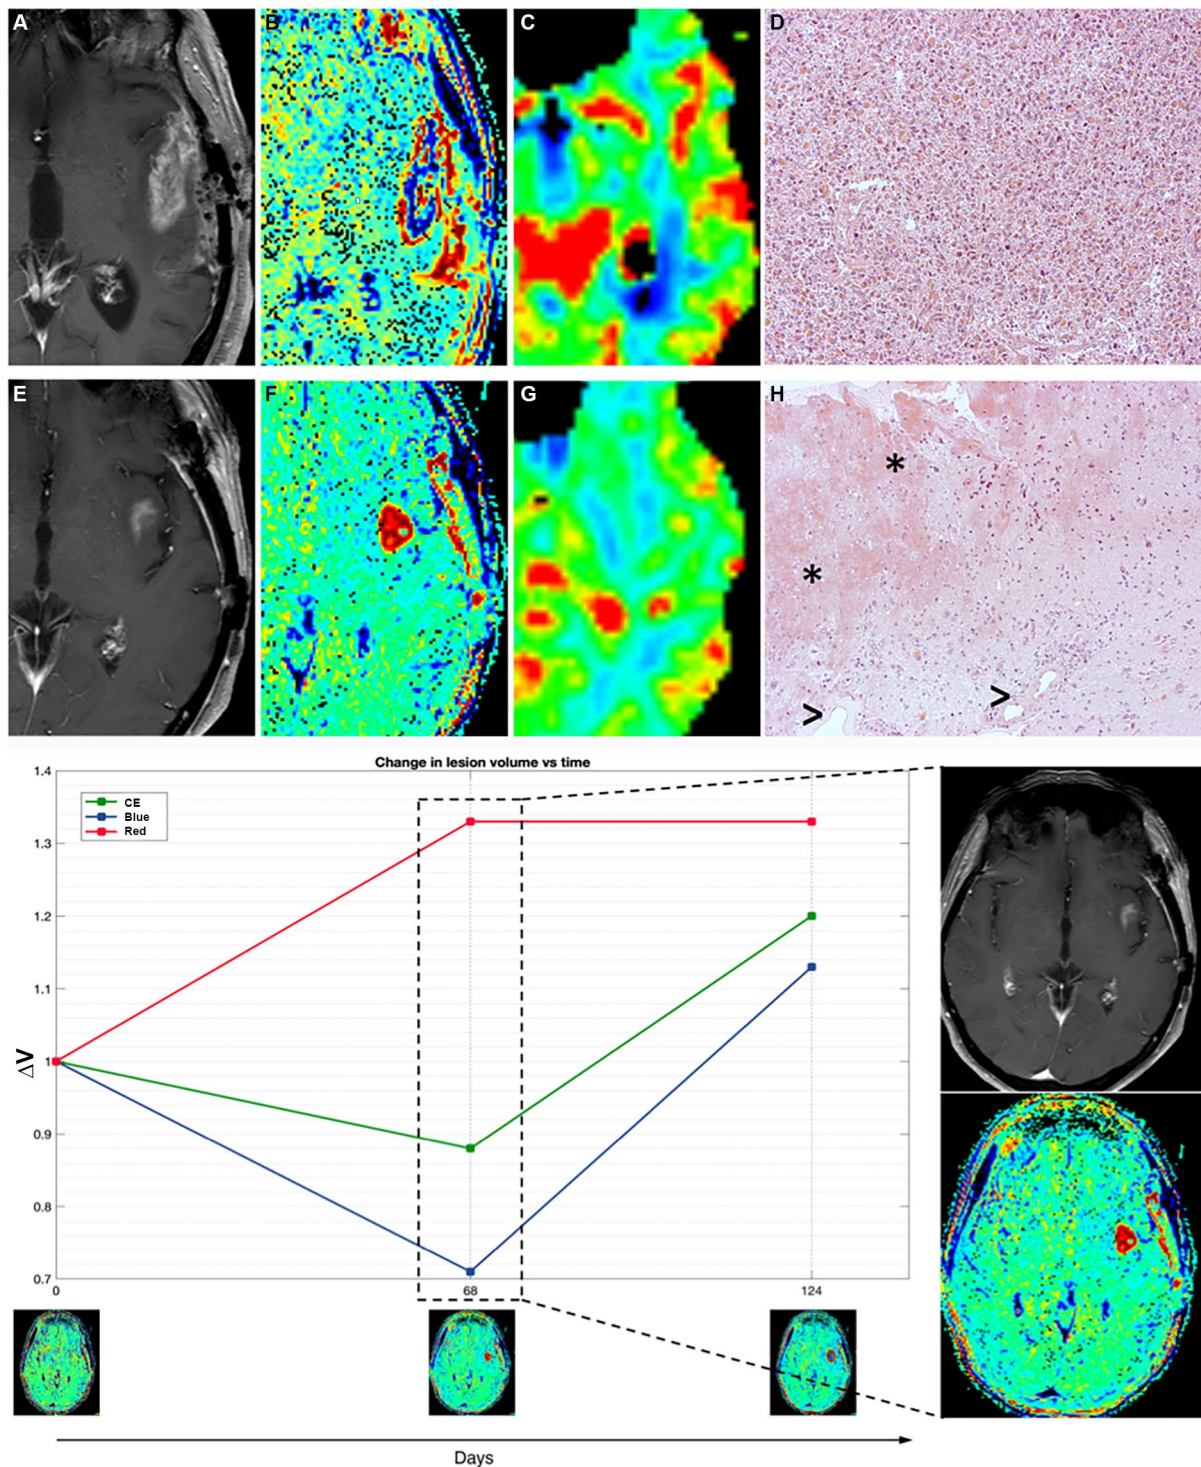 A
B
C
D
E
F
G
H
*
*
>
>
Change in lesion volume vs time
1.4
1.3
1.2
1.1
1
0.9
0.8
0.7
CE
Blue
Red
ΔV
0
68
124
Days